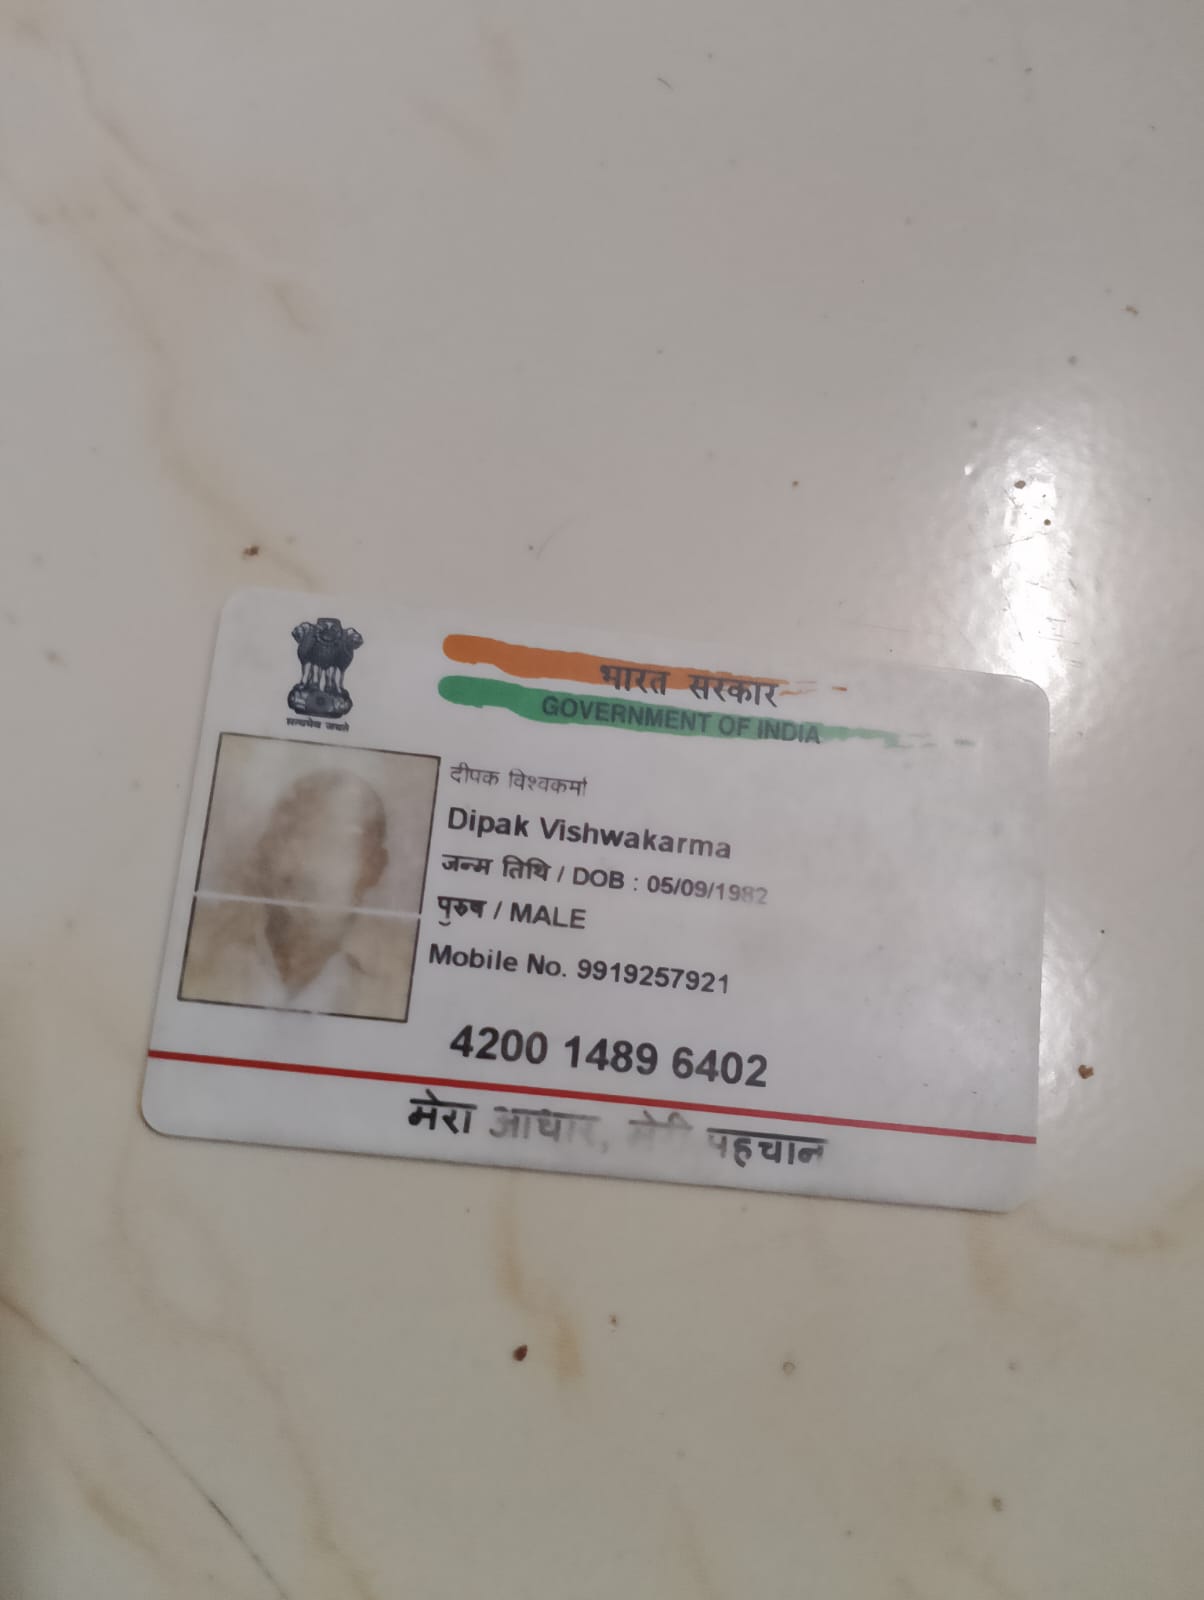 भारत सरकार
GOVERNMENT OF INDIA
सत्यमेव जयते
दीपक विश्वकर्मा
Dipak Vishwakarma
जन्म तिथि / DOB : 05/09/1982
पुरुष / MALE
Mobile No. 9919257921
4200 1489 6402
मेरा आधार, मेरी पहचान